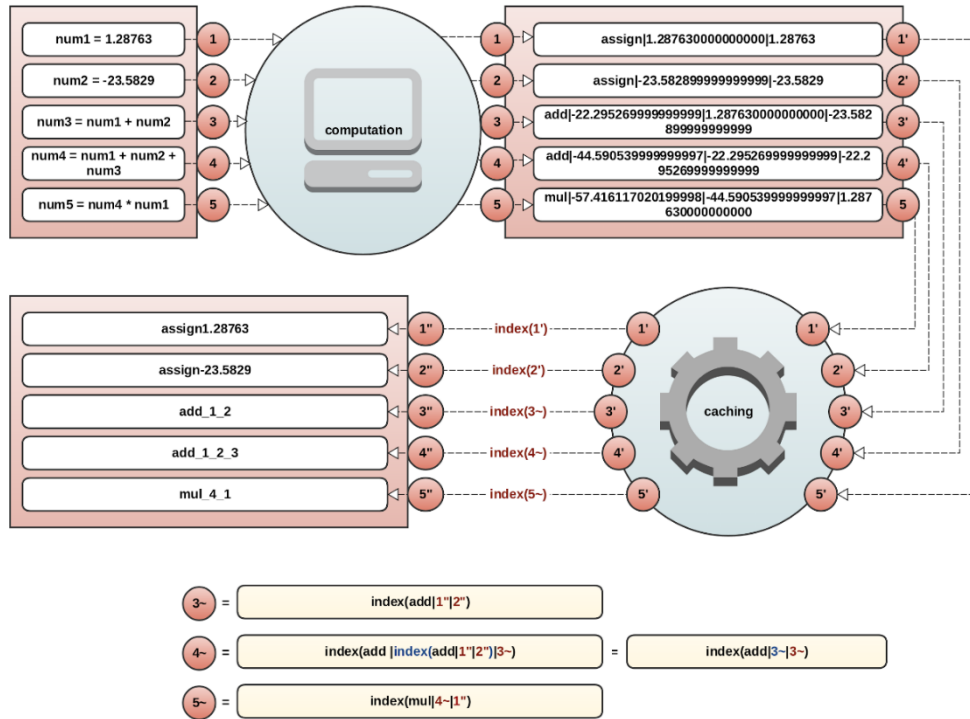 num1 = 1.28763
1
1
assign|1.287630000000000|1.28763
1'
num2 = -23.5829
2
2
assign|-23.582899999999999|-23.5829
2'
num3 = num1 + num2
3
computation
3
add|-22.295269999999999|1.287630000000000|-23.582
899999999999
3'
num4 = num1 + num2 +
num3
4
4
add|-44.590539999999997|-22.295269999999999|-22.2
95269999999999
4'
num5 = num4 * num1
5
5
mul|-57.416117020199998|-44.590539999999997|1.287
630000000000
5
assign1.28763
1"
index(1')
1'
1'
assign-23.5829
2"
index(2')
2'
2'
add_1_2
3"
index(3~)
3'
caching
3'
add_1_2_3
4"
index(4~)
4'
4'
mul_4_1
5"
index(5~)
5'
5'
3~ = index(add|1"|2")
4~ = index(add |index(add|1"|2")|3~) = index(add|3~|3~)
5~ = index(mul|4~|1")